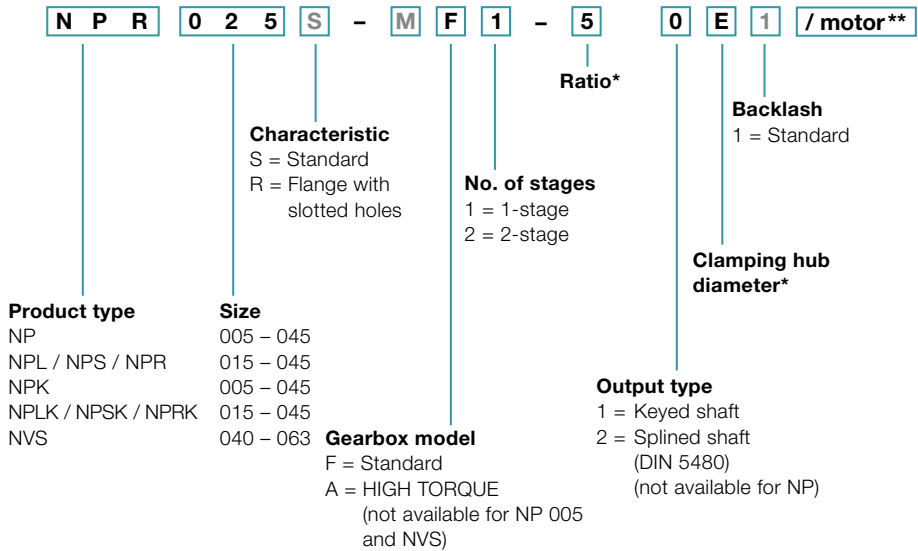 N P R 0 2 5 S – M F 1 – 5 0 E 1 / motor**
Ratio*
Backlash
1 = Standard
Characteristic
S = Standard
R = Flange with
slotted holes
No. of stages
1 = 1-stage
2 = 2-stage
Clamping hub
diameter*
Product type
NP
NPL / NPS / NPR
NPK
NPLK / NPSK / NPRK
NVS
Size
005 – 045
015 – 045
005 – 045
015 – 045
040 – 063
Gearbox model
F = Standard
A = HIGH TORQUE
(not available for NP 005
and NVS)
Output type
1 = Keyed shaft
2 = Splined shaft
(DIN 5480)
(not available for NP)